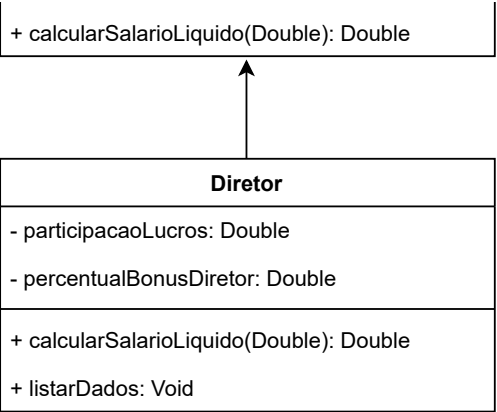 + calcularSalarioLiquido(Double): Double
Diretor
- participacaoLucros: Double
- percentualBonusDiretor: Double
+ calcularSalarioLiquido(Double): Double
+ listarDados: Void